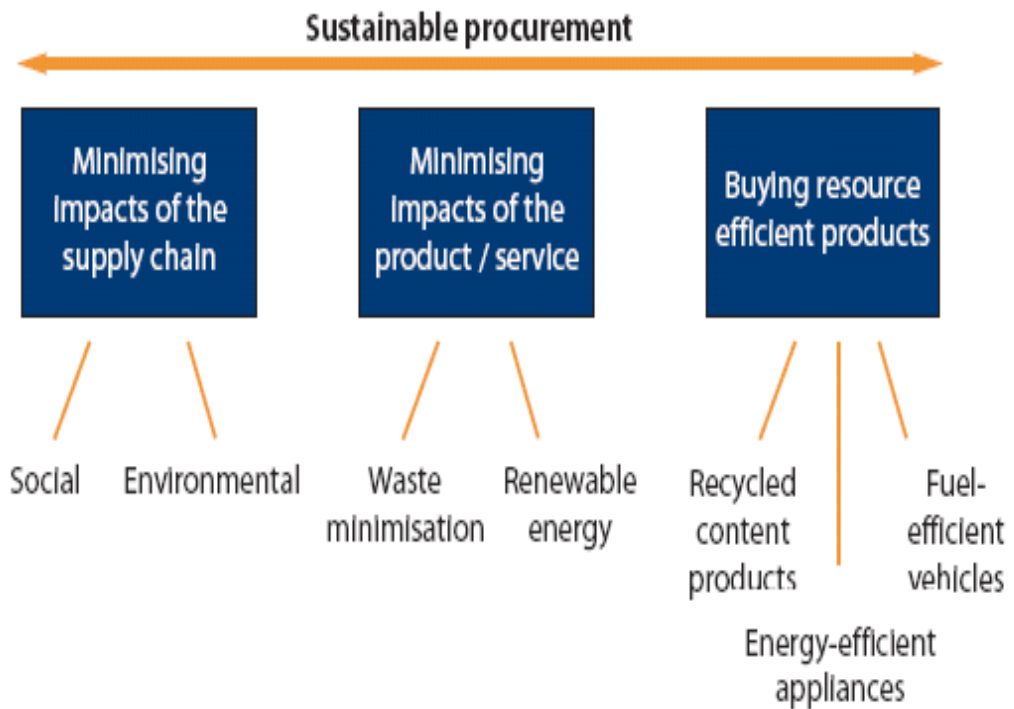 Sustainable procurement
Minimising
impacts of the
supply chain
Minimising
impacts of the
product / service
Buying resource
efficient products
Social
Environmental
Waste
minimisation
Renewable
energy
Recycled
content
products
Fuel-
efficient
vehicles
Energy-efficient
appliances